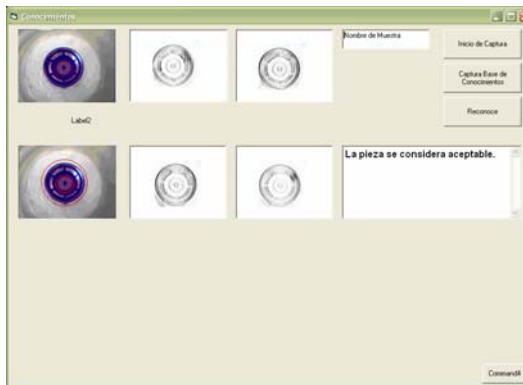 Conocimientos
Nombre de Muestra
Inicio de Captura
Captura Base de
Conocimientos
Reconoce
Label2
La pieza se considera aceptable.
Command4